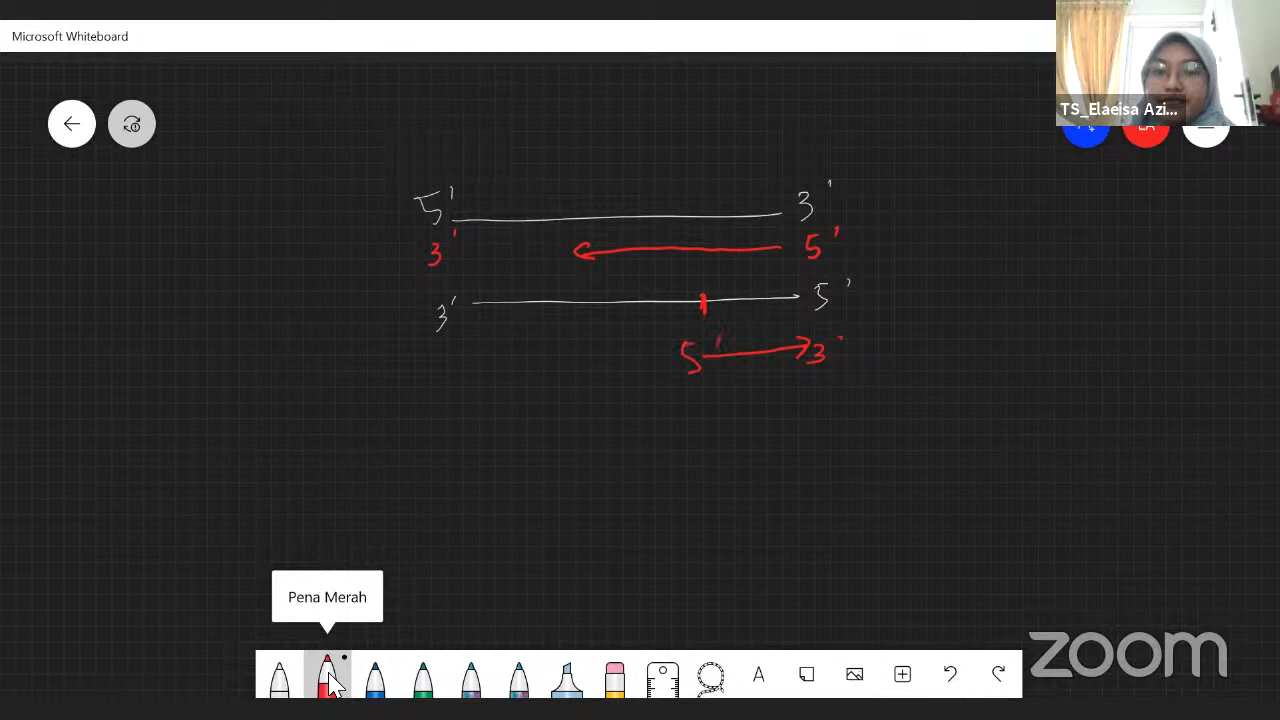 Microsoft Whiteboard
TS_Elaeisa Azi...
5' 3'
3' 5'
3' 5'
5' 3'
Pena Merah
A
zoom